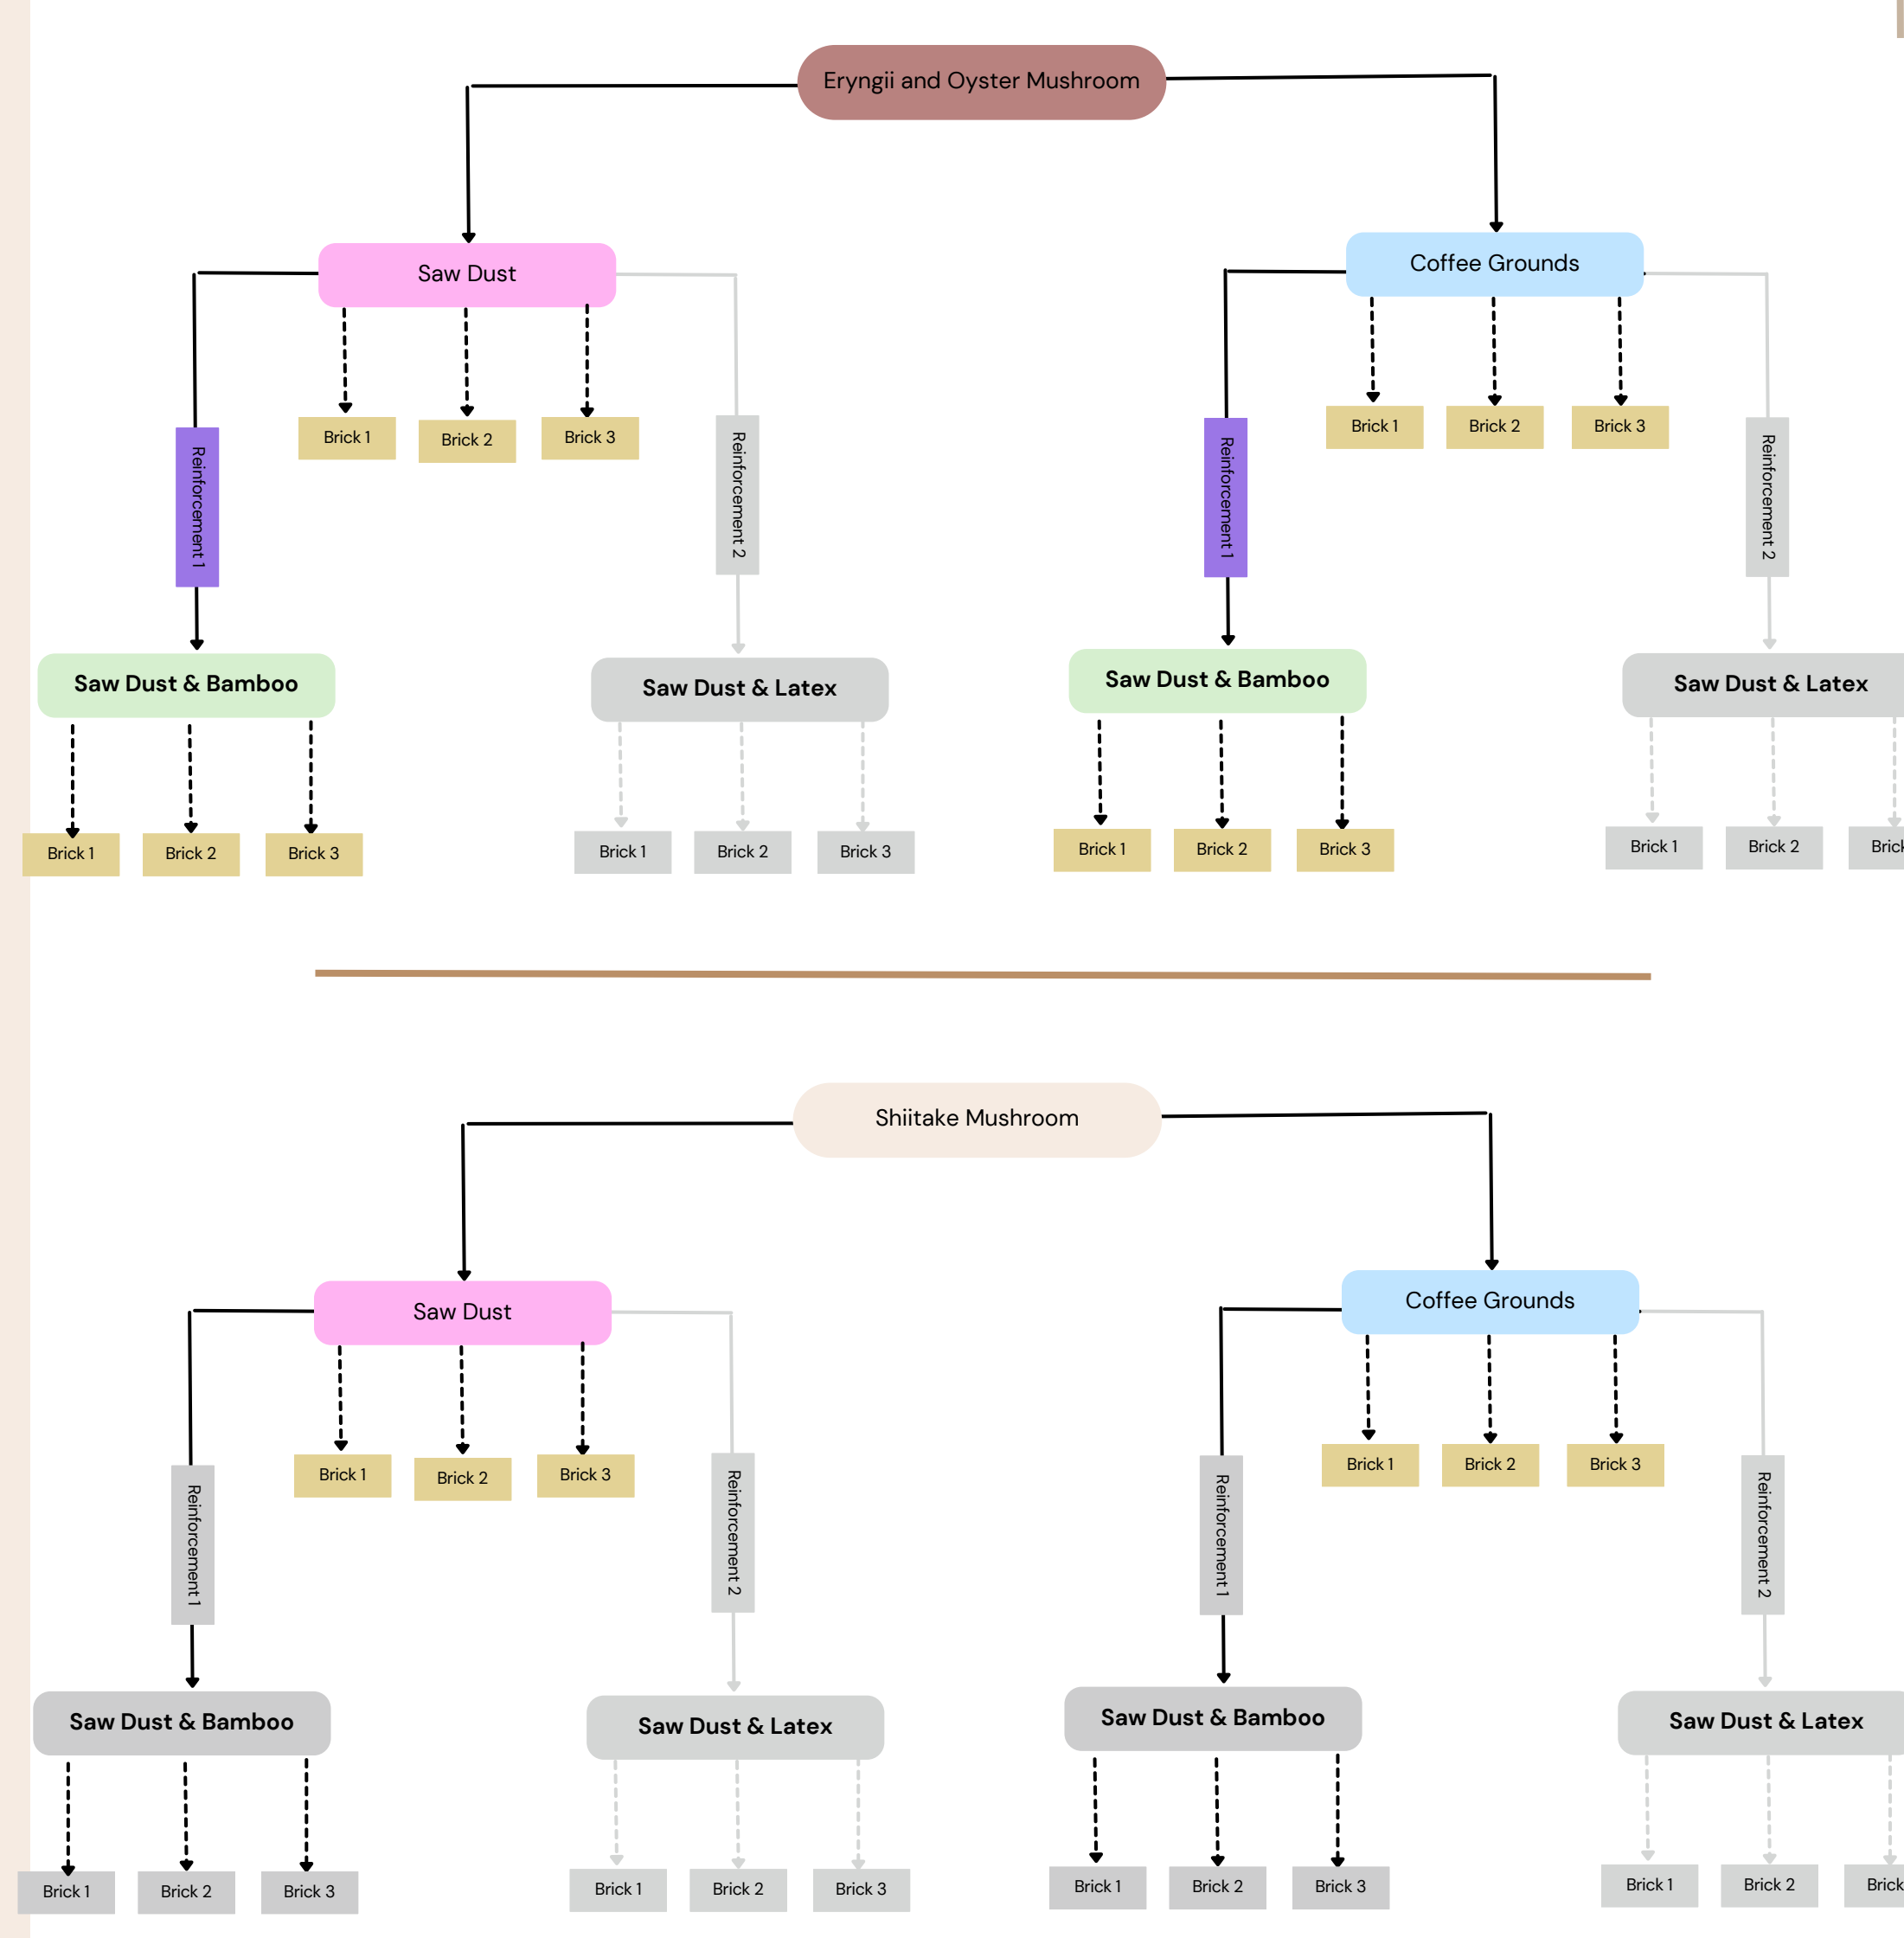 Eryngii and Oyster Mushroom
Saw Dust
Coffee Grounds
Brick 1
Brick 2
Brick 3
Brick 1
Brick 2
Brick 3
Reinforcement 1
Reinforcement 2
Reinforcement 1
Reinforcement 2
Saw Dust & Bamboo
Saw Dust & Latex
Saw Dust & Bamboo
Saw Dust & Latex
Brick 1
Brick 2
Brick 3
Brick 1
Brick 2
Brick 3
Brick 1
Brick 2
Brick 3
Brick 1
Brick 2
Brick
Shiitake Mushroom
Saw Dust
Coffee Grounds
Brick 1
Brick 2
Brick 3
Brick 1
Brick 2
Brick 3
Reinforcement 1
Reinforcement 2
Reinforcement 1
Reinforcement 2
Saw Dust & Bamboo
Saw Dust & Latex
Saw Dust & Bamboo
Saw Dust & Latex
Brick 1
Brick 2
Brick 3
Brick 1
Brick 2
Brick 3
Brick 1
Brick 2
Brick 3
Brick 1
Brick 2
Brick